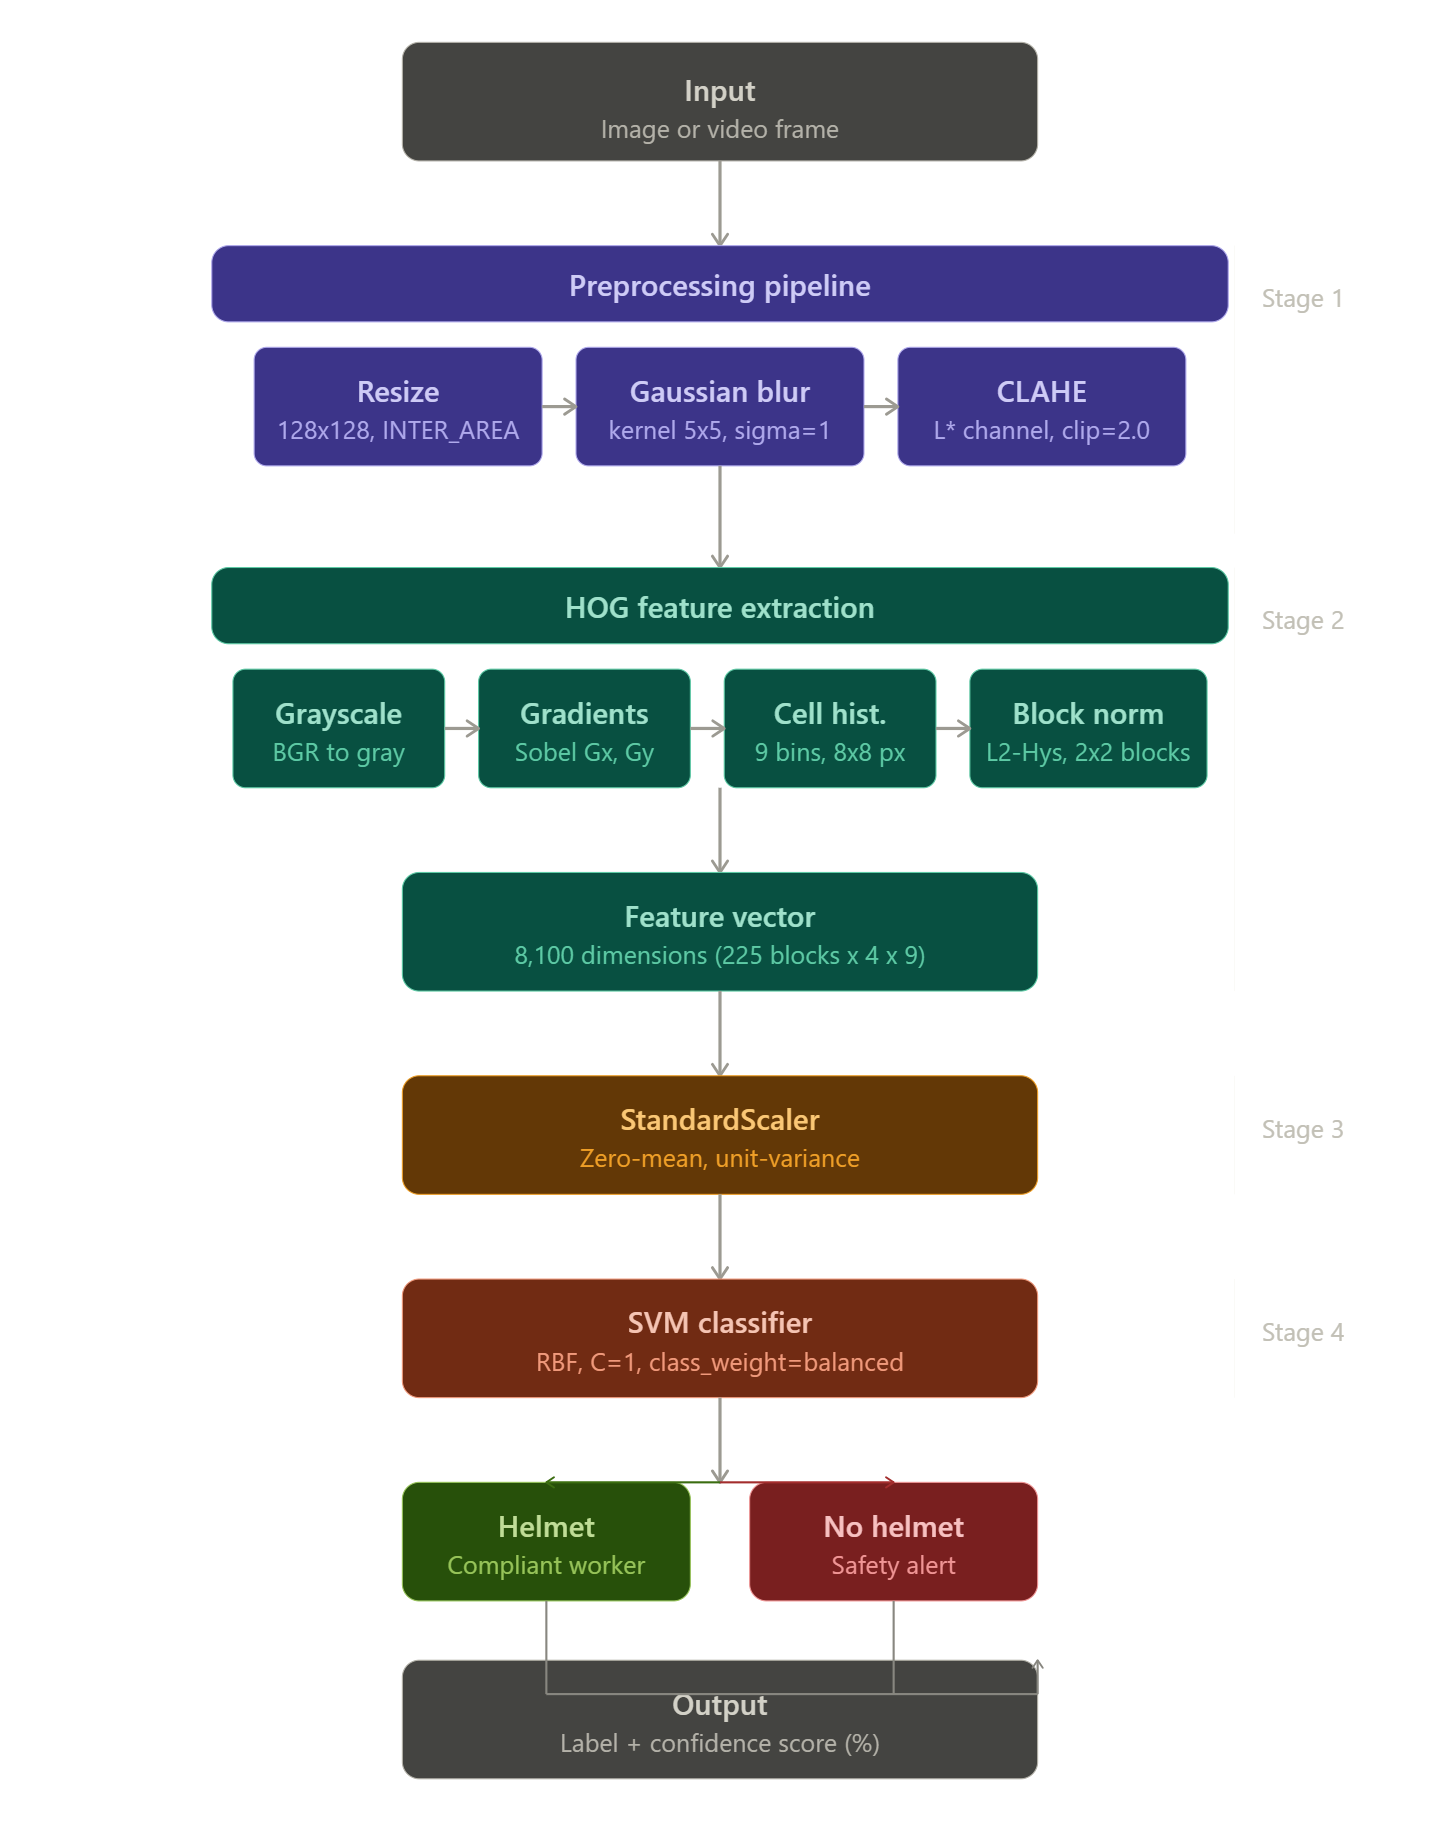 Input
Image or video frame
Preprocessing pipeline
Stage 1
Resize
128x128, INTER_AREA
Gaussian blur
kernel 5x5, sigma=1
CLAHE
L* channel, clip=2.0
HOG feature extraction
Stage 2
Grayscale
BGR to gray
Gradients
Sobel Gx, Gy
Cell hist.
9 bins, 8x8 px
Block norm
L2-Hys, 2x2 blocks
Feature vector
8,100 dimensions (225 blocks x 4 x 9)
StandardScaler
Zero-mean, unit-variance
Stage 3
SVM classifier
RBF, C=1, class_weight=balanced
Stage 4
Helmet
Compliant worker
No helmet
Safety alert
Output
Label + confidence score (%)